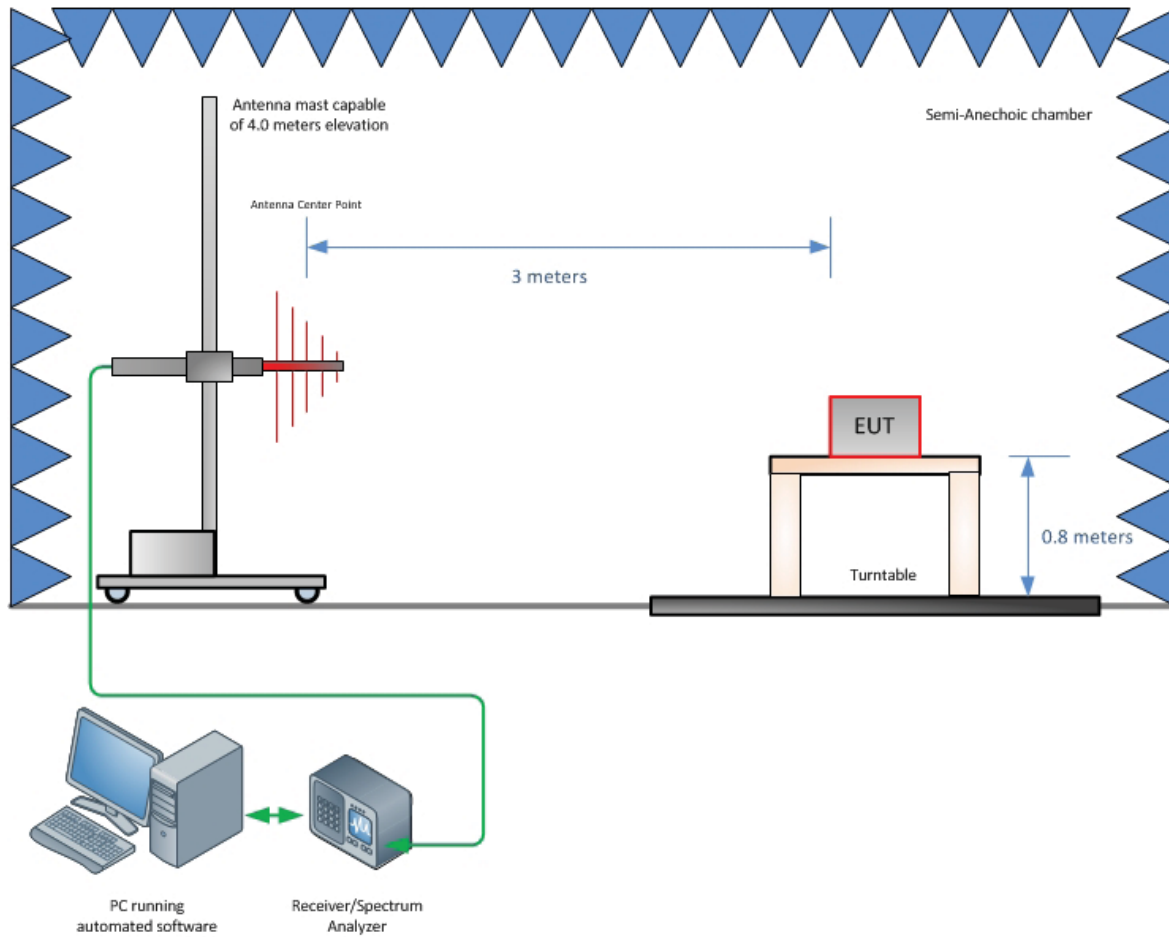 Antenna mast capable
of 4.0 meters elevation
Semi-Anechoic chamber
Antenna Center Point
3 meters
EUT
0.8 meters
Turntable
PC running
automated software
Receiver/Spectrum
Analyzer